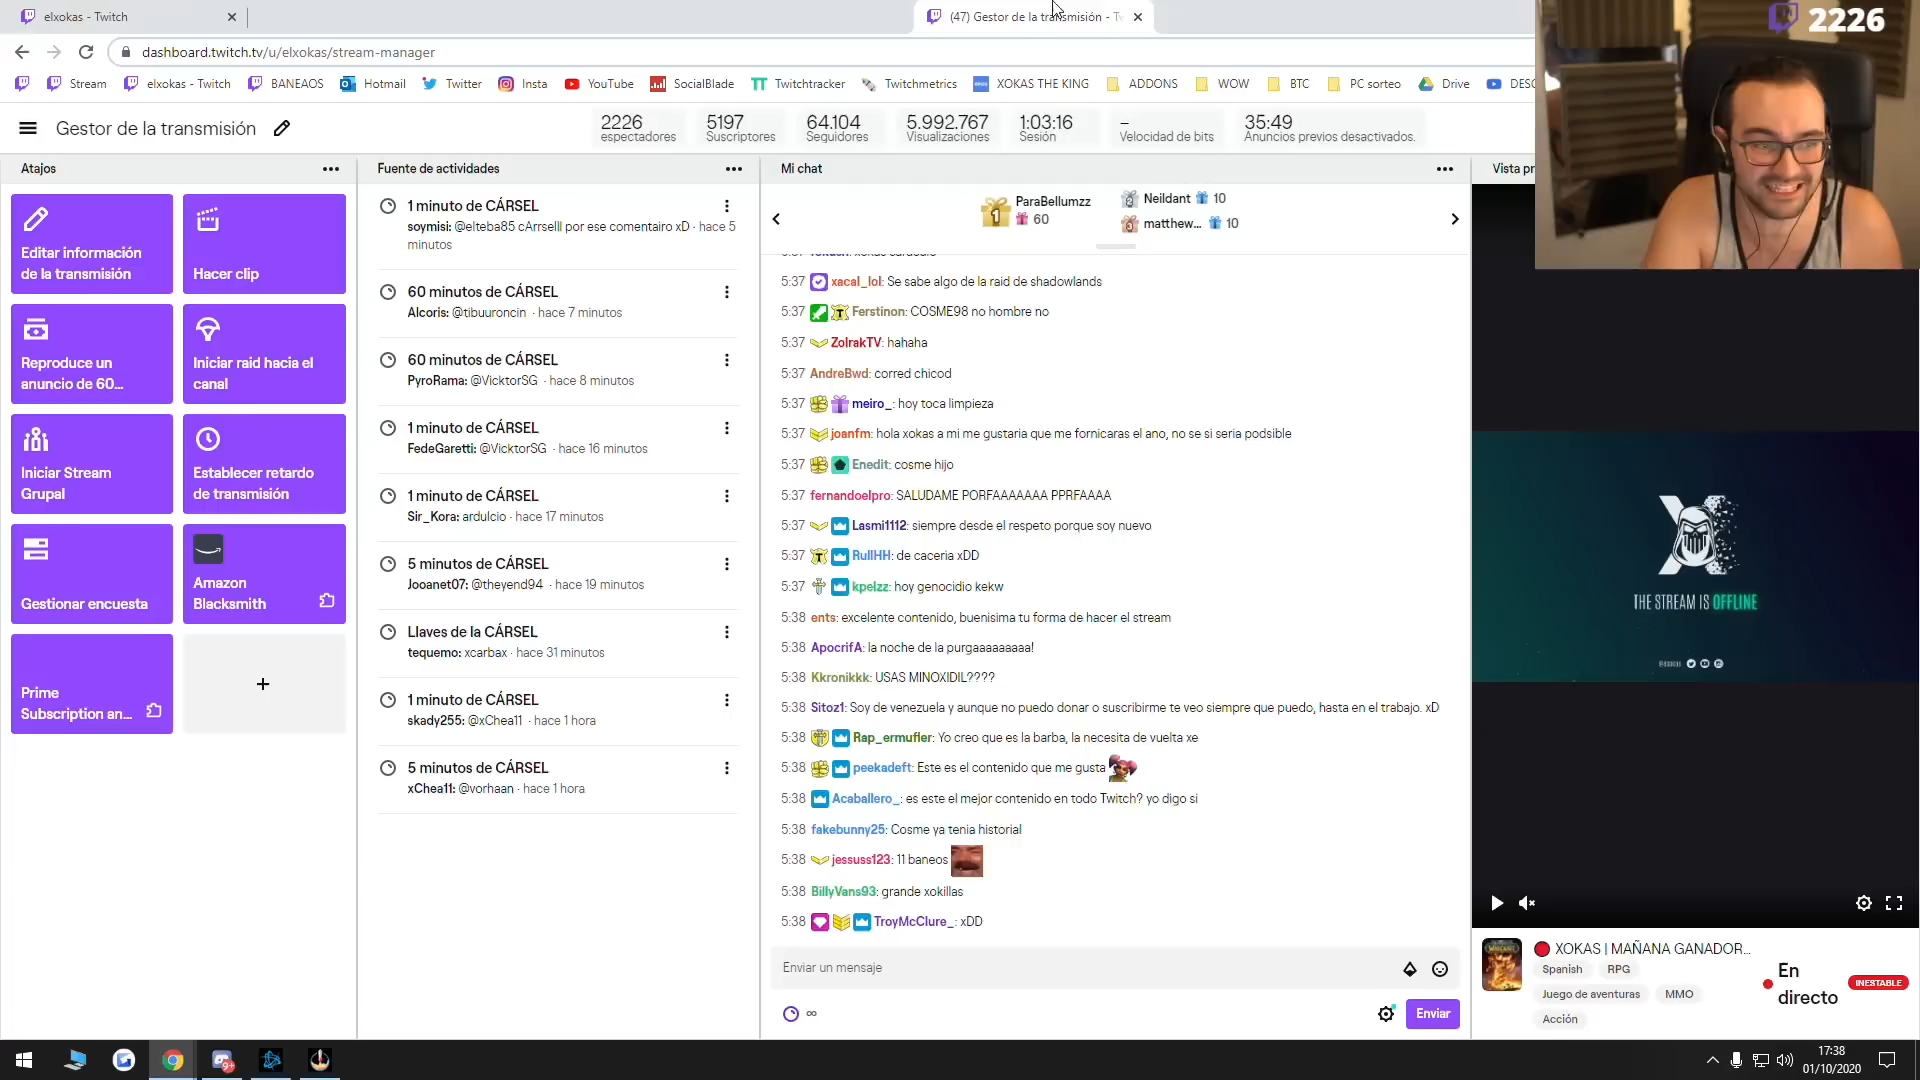 elxokas - Twitch
(47) Gestor de la transmisión - Tw
2226
dashboard.twitch.tv/u/elxokas/stream-manager
Stream
elxokas - Twitch
BANEAOS
Hotmail
Twitter
Insta
YouTube
SocialBlade
Twitchtracker
Twitchmetrics
XOKAS THE KING
ADDONS
WOW
BTC
PC sorteo
Drive
DESC
Gestor de la transmisión
2226
espectadores
5197
Suscriptores
64.104
Seguidores
5.992.767
Visualizaciones
1:03:16
Sesión
–
Velocidad de bits
35:49
Anuncios previos desactivados.
Atajos
Editar información
de la transmisión
Hacer clip
Reproduce un
anuncio de 60...
Iniciar raid hacia el
canal
Iniciar Stream
Grupal
Establecer retardo
de transmisión
Gestionar encuesta
Amazon
Blacksmith
Prime
Subscription an...
+
Fuente de actividades
1 minuto de CÁRSEL
soymisi: @elteba85 cArrselll por ese comentairo xD · hace 5
minutos
60 minutos de CÁRSEL
Alcoris: @tibuuroncin · hace 7 minutos
60 minutos de CÁRSEL
PyroRama: @VicktorSG · hace 8 minutos
1 minuto de CÁRSEL
FedeGaretti: @VicktorSG · hace 16 minutos
1 minuto de CÁRSEL
Sir_Kora: ardulcio · hace 17 minutos
5 minutos de CÁRSEL
Jooanet07: @theyend94 · hace 19 minutos
Llaves de la CÁRSEL
tequemo: xcarbax · hace 31 minutos
1 minuto de CÁRSEL
skady255: @xChea11 · hace 1 hora
5 minutos de CÁRSEL
xChea11: @vorhaan · hace 1 hora
Mi chat
1
ParaBellumzz
60
2
Neildant 10
3
matthew... 10
5:37 xacal_lol: Se sabe algo de la raid de shadowlands
5:37 Ferstinon: COSME98 no hombre no
5:37 ZolrakTV: hahaha
5:37 AndreBwd: corred chicod
5:37 meiro_: hoy toca limpieza
5:37 joanfm: hola xokas a mi me gustaria que me fornicaras el ano, no se si seria podsible
5:37 Enedit: cosme hijo
5:37 fernandoelpro: SALUDAME PORFAAAAAAA PPRFAAAA
5:37 Lasmi1112: siempre desde el respeto porque soy nuevo
5:37 RullHH: de caceria xDD
5:37 kpelzz: hoy genocidio kekw
5:38 ents: excelente contenido, buenisima tu forma de hacer el stream
5:38 ApocrifA: la noche de la purgaaaaaaaaa!
5:38 Kkronikkk: USAS MINOXIDIL????
5:38 Sitoz1: Soy de venezuela y aunque no puedo donar o suscribirme te veo siempre que puedo, hasta en el trabajo. xD
5:38 Rap_ermufler: Yo creo que es la barba, la necesita de vuelta xe
5:38 peekadeft: Este es el contenido que me gusta
5:38 Acaballero_: es este el mejor contenido en todo Twitch? yo digo si
5:38 fakebunny25: Cosme ya tenia historial
5:38 jessuss123: 11 baneos
5:38 BillyVans93: grande xokillas
5:38 TroyMcClure_: xDD
Enviar un mensaje
∞
Enviar
Vista pr
THE STREAM IS OFFLINE
XOKAS | MAÑANA GANADOR...
Spanish
RPG
Juego de aventuras
MMO
Acción
En
directo
INESTABLE
9+
17:38
01/10/2020